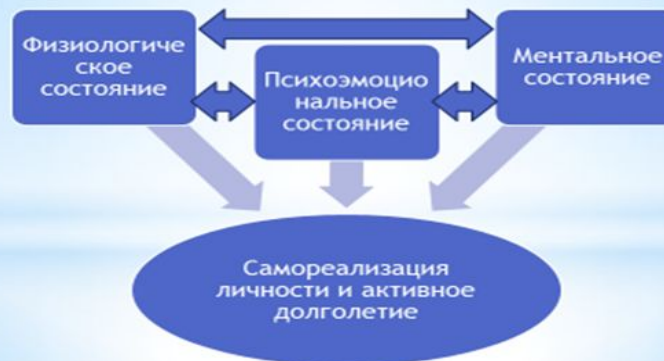 Физиологиче
ское
состояние
Психоэмоцио
нальное
состояние
Ментальное
состояние
Самореализация
личности и активное
долголетие